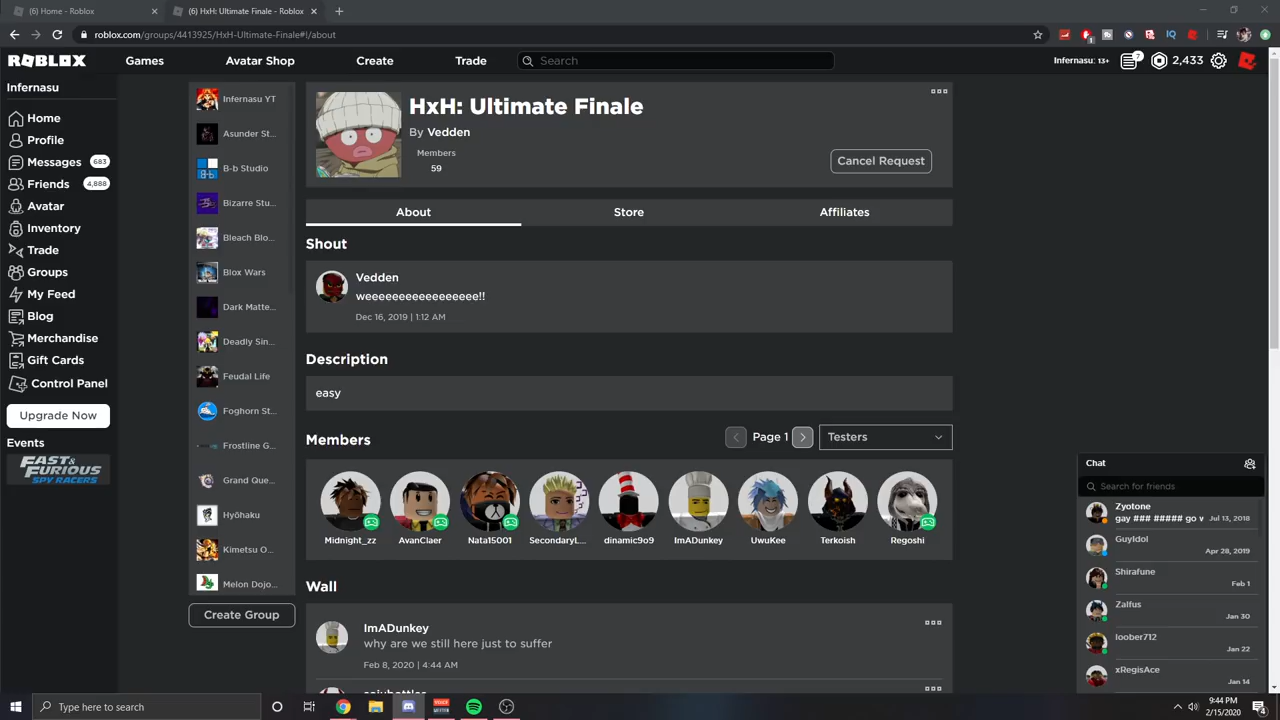 (6) Home - Roblox
(6) HxH: Ultimate Finale - Roblox
roblox.com/groups/4413925/HxH-Ultimate-Finale#!/about
ROBLOX
Games
Avatar Shop
Create
Trade
Search
Infernasu: 13+
7
2,433
Infernasu
Home
Profile
Messages 683
Friends 4,888
Avatar
Inventory
Trade
Groups
My Feed
Blog
Merchandise
Gift Cards
Control Panel
Upgrade Now
Events
FAST & FURIOUS
SPY RACERS
Infernasu YT
Asunder St...
B-b Studio
Bizarre Stu...
Bleach Blo...
Blox Wars
Dark Matte...
Deadly Sin...
Feudal Life
Foghorn St...
Frostline G...
Grand Que...
Hyōhaku
Kimetsu O...
Melon Dojo...
Create Group
HxH: Ultimate Finale
By Vedden
Members
59
Cancel Request
About
Store
Affiliates
Shout
Vedden
weeeeeeeeeeeeeeee!!
Dec 16, 2019 | 1:12 AM
Description
easy
Members
Page 1
Testers
Midnight_zz
AvanClaer
Nata15001
SecondaryL...
dinamic9o9
ImADunkey
UwuKee
Terkoish
Regoshi
Wall
ImADunkey
why are we still here just to suffer
Feb 8, 2020 | 4:44 AM
Chat
Search for friends
Zyotone
gay ### ##### go v Jul 13, 2018
GuyIdol
Apr 28, 2019
Shirafune
Feb 1
Zalfus
Jan 30
loober712
Jan 22
xRegisAce
Jan 14
Type here to search
9:44 PM
2/15/2020